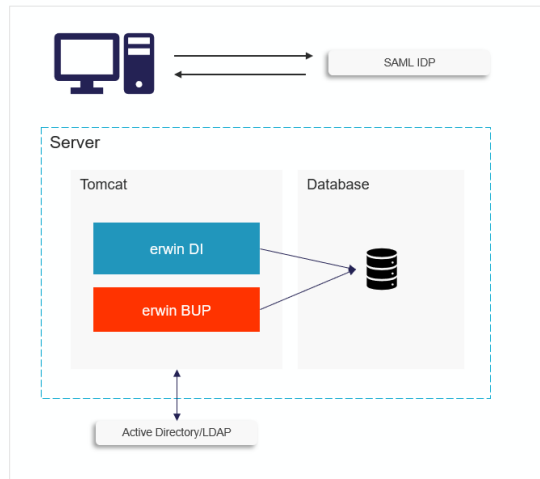 SAML IDP
Server
Tomcat
Database
erwin DI
erwin BUP
Active Directory/LDAP